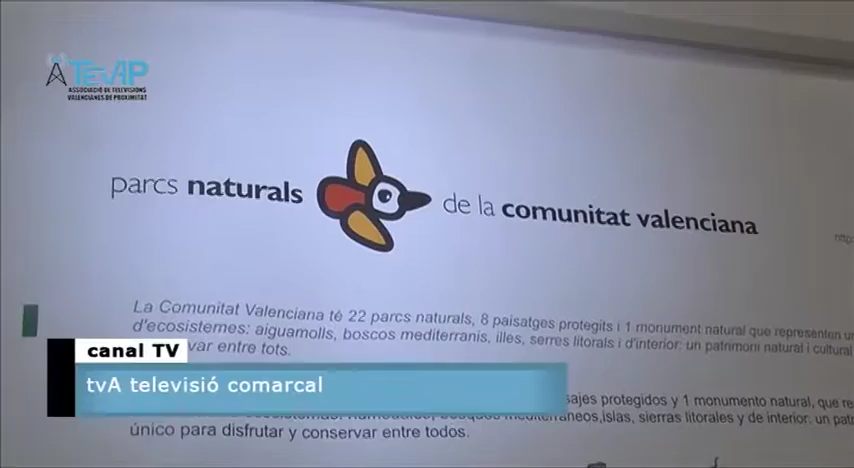 TEVAP
ASSOCIACIÓ DE TELEVISIONS
VALENCIANES DE PROXIMITAT
parcs naturals de la comunitat valenciana
http
La Comunitat Valenciana té 22 parcs naturals, 8 paisatges protegits i 1 monument natural que representen un
d'ecosistemes: aiguamolls, boscos mediterranis, illes, serres litorals i d'interior: un patrimoni natural i cultural
var entre tots.
canal TV
tvA televisió comarcal
sajes protegidos y 1 monumento natural, que re
mediterráneos,islas, sierras litorales y de interior: un patr
único para disfrutar y conservar entre todos.